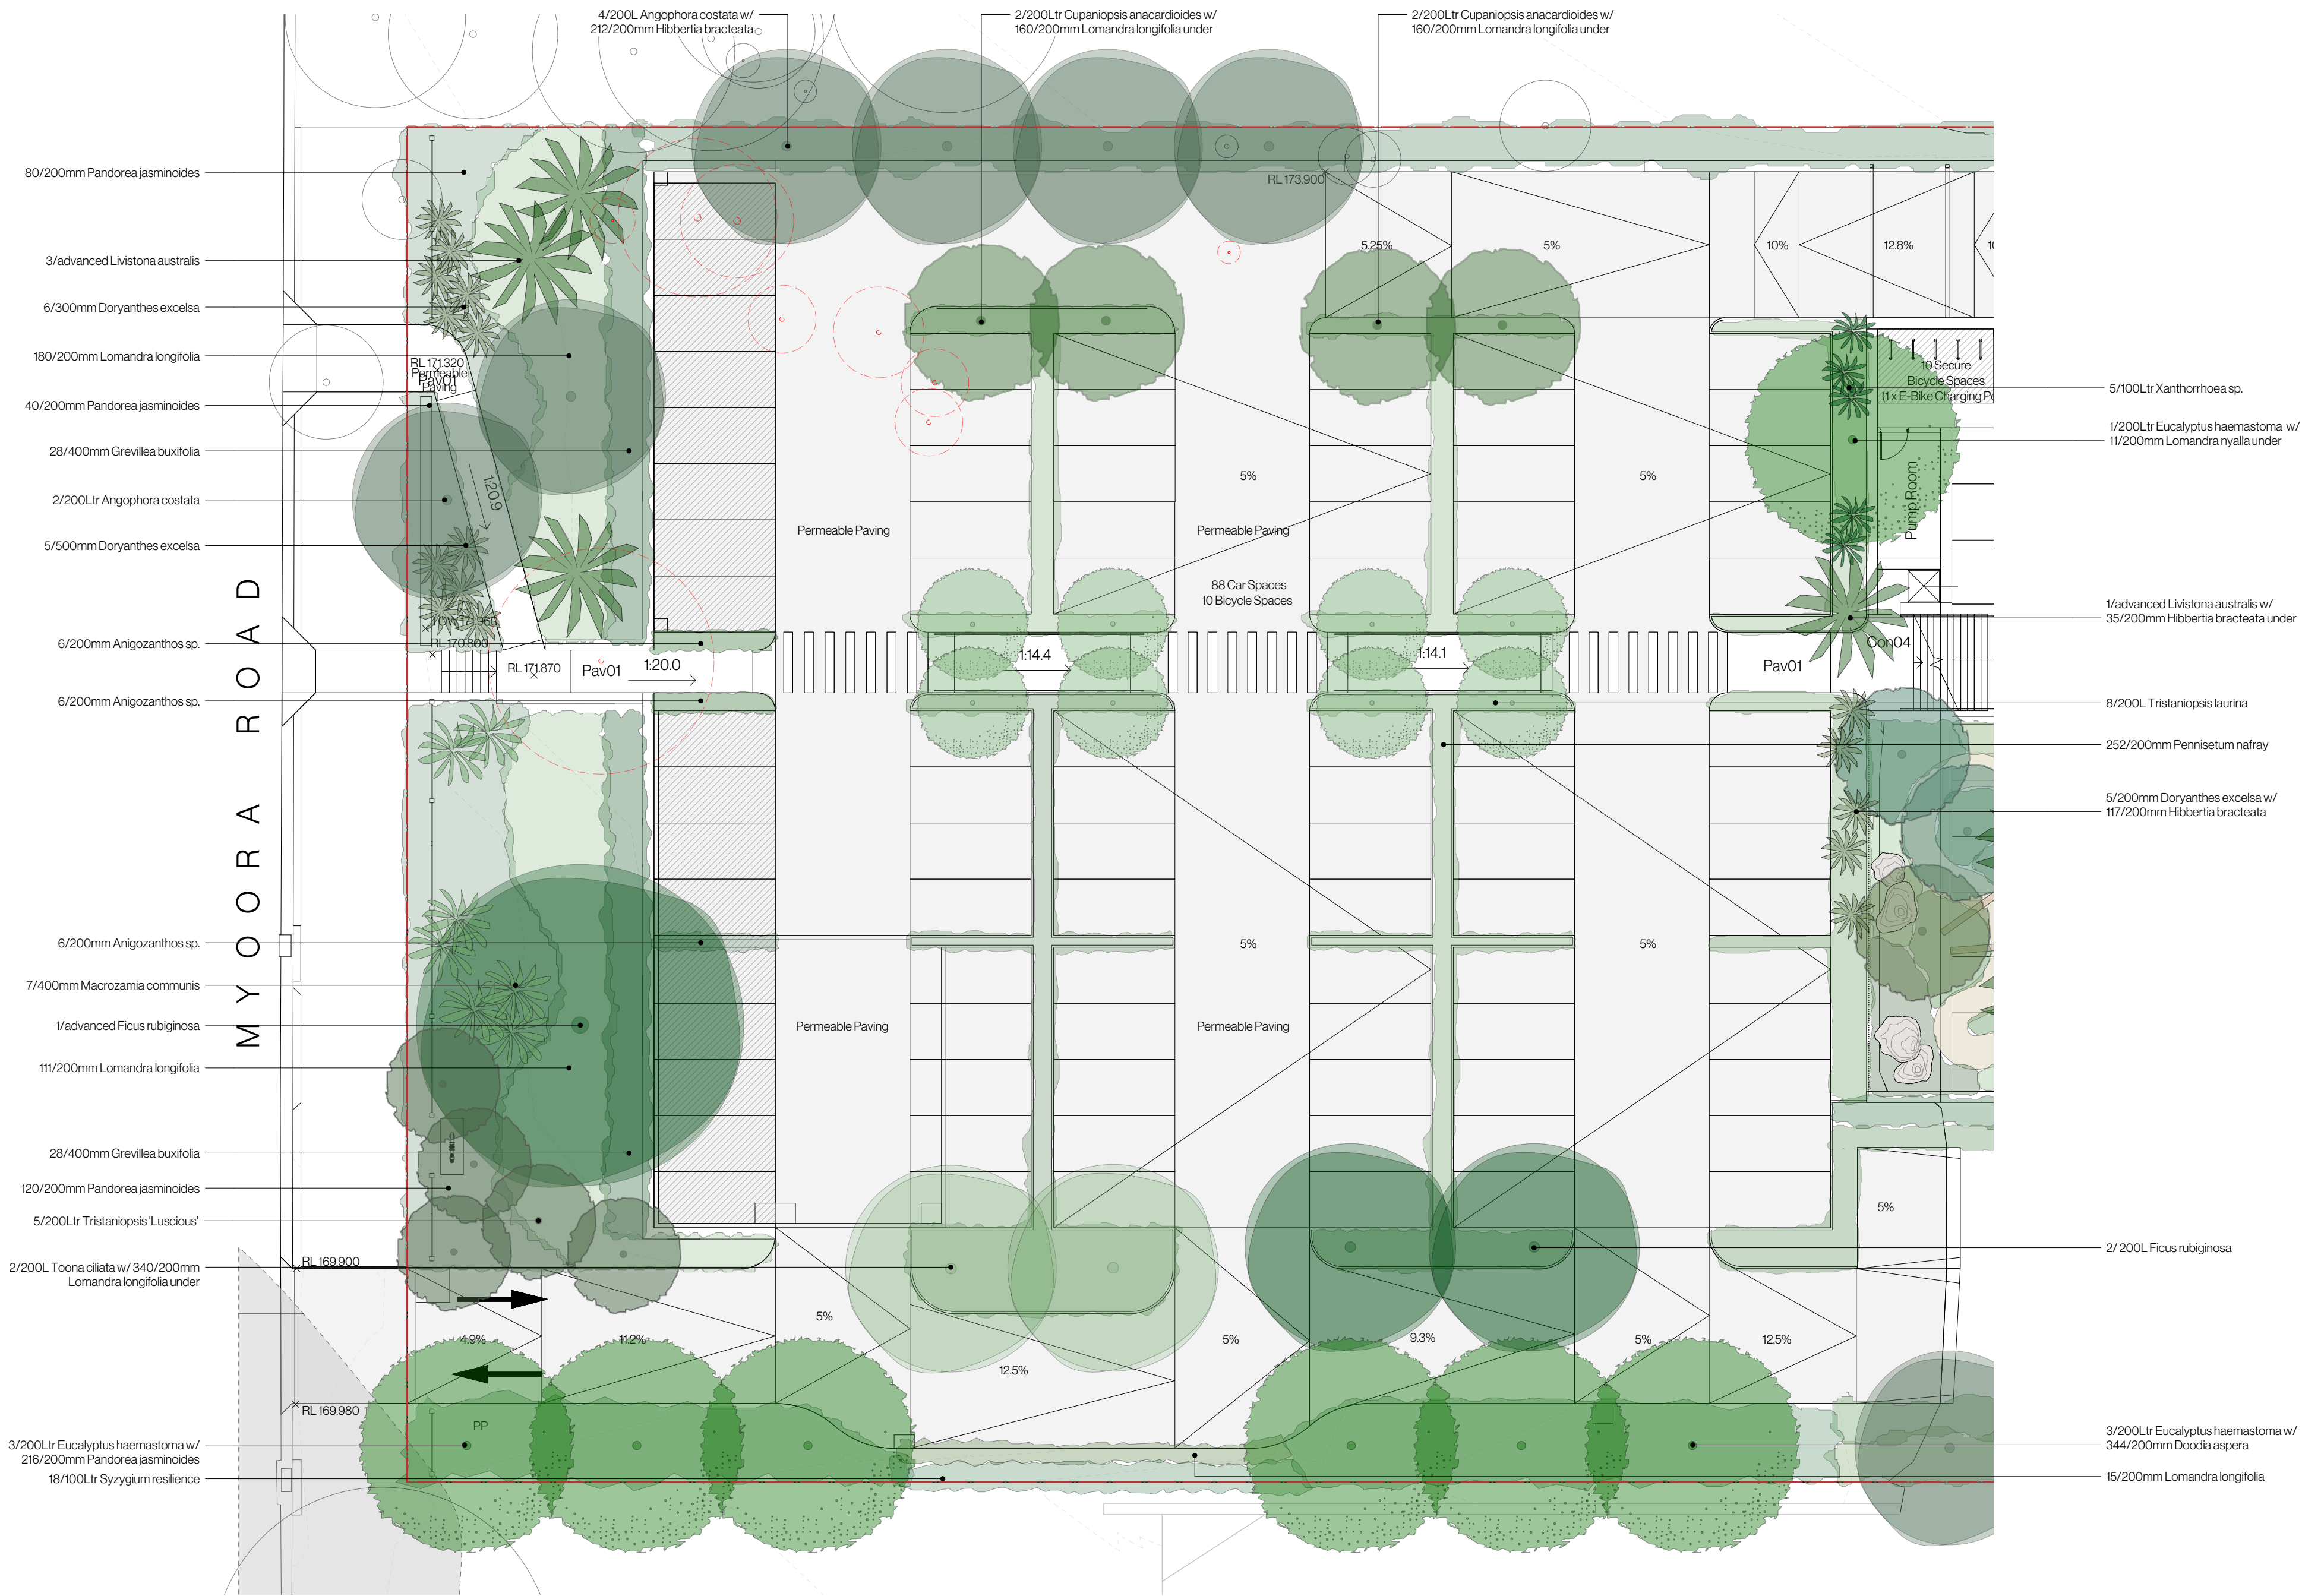 4/200L Angophora costata w/
212/200mm Hibbertia bracteata
2/200Ltr Cupaniopsis anacardioides w/
160/200mm Lomandra longifolia under
2/200Ltr Cupaniopsis anacardioides w/
160/200mm Lomandra longifolia under
80/200mm Pandorea jasminoides
3/advanced Livistona australis
6/300mm Doryanthes excelsa
180/200mm Lomandra longifolia
40/200mm Pandorea jasminoides
28/400mm Grevillea buxifolia
2/200Ltr Angophora costata
5/500mm Doryanthes excelsa
6/200mm Anigozanthos sp.
6/200mm Anigozanthos sp.
6/200mm Anigozanthos sp.
7/400mm Macrozamia communis
1/advanced Ficus rubiginosa
111/200mm Lomandra longifolia
28/400mm Grevillea buxifolia
120/200mm Pandorea jasminoides
5/200Ltr Tristaniopsis 'Luscious'
2/200L Toona ciliata w/ 340/200mm
Lomandra longifolia under
3/200Ltr Eucalyptus haemastoma w/
216/200mm Pandorea jasminoides
18/100Ltr Syzygium resilience
MYOORA ROAD
RL 173.900
5.25%
5%
10%
12.8%
RL 171.320
Permeable
Paving
Pav01
1:20.9
10 Secure
Bicycle Spaces
(1 x E-Bike Charging Po
Pump Room
5%
5%
Permeable Paving
Permeable Paving
88 Car Spaces
10 Bicycle Spaces
TOW 171.960
RL 170.800
RL 171.870
Pav01
1:20.0
1:14.4
1:14.1
Pav01
Con04
5%
5%
Permeable Paving
Permeable Paving
5%
RL 169.900
4.9%
11.2%
5%
12.5%
5%
9.3%
5%
12.5%
RL 169.980
PP
5/100Ltr Xanthorrhoea sp.
1/200Ltr Eucalyptus haemastoma w/
11/200mm Lomandra nyalla under
1/advanced Livistona australis w/
35/200mm Hibbertia bracteata under
8/200L Tristaniopsis laurina
252/200mm Pennisetum nafray
5/200mm Doryanthes excelsa w/
117/200mm Hibbertia bracteata
2/ 200L Ficus rubiginosa
3/200Ltr Eucalyptus haemastoma w/
344/200mm Doodia aspera
15/200mm Lomandra longifolia